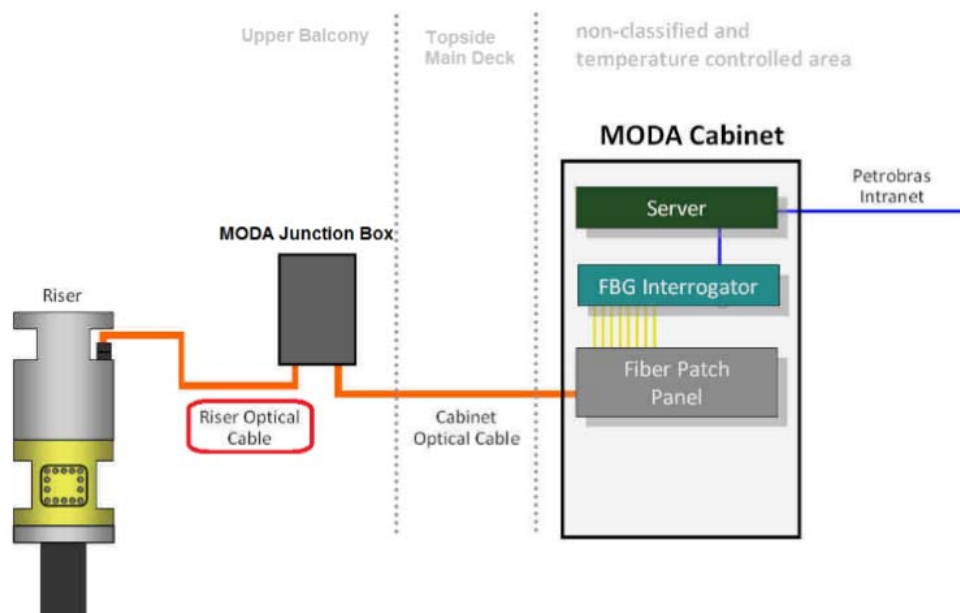 Upper Balcony
Topside
Main Deck
non-classified and
temperature controlled area
MODA Cabinet
Server
Petrobras
Intranet
MODA Junction Box
FBG Interrogator
Riser
Fiber Patch
Panel
Riser Optical
Cable
Cabinet
Optical Cable